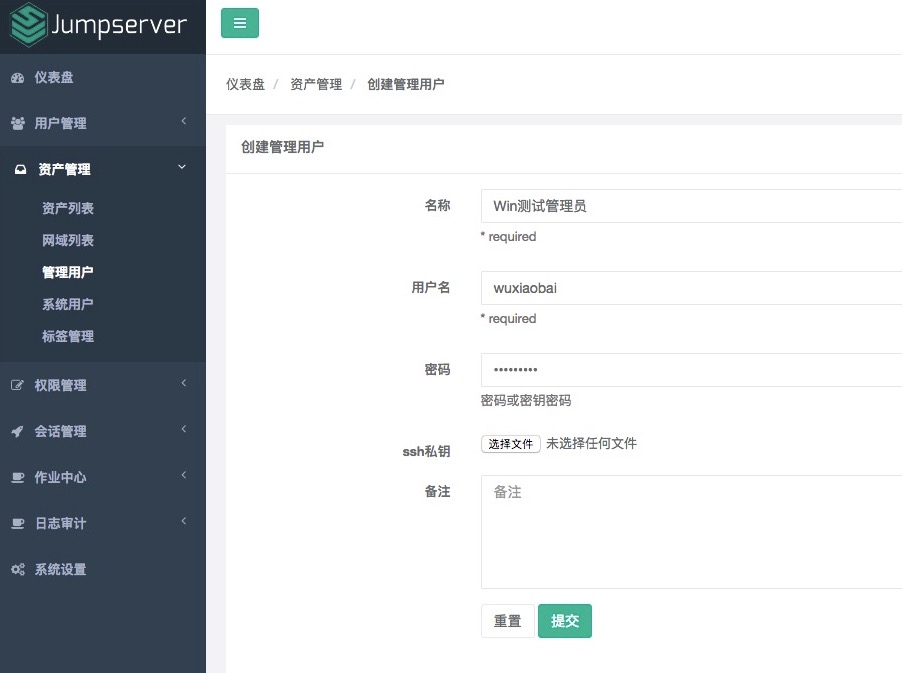 Jumpserver
仪表盘
用户管理
资产管理
资产列表
网域列表
管理用户
系统用户
标签管理
权限管理
会话管理
作业中心
日志审计
系统设置
仪表盘 / 资产管理 / 创建管理用户
创建管理用户
名称 Win测试管理员
* required
用户名 wuxiaobai
* required
密码 •••••••••
密码或密钥密码
ssh私钥 选择文件 未选择任何文件
备注 备注
重置 提交